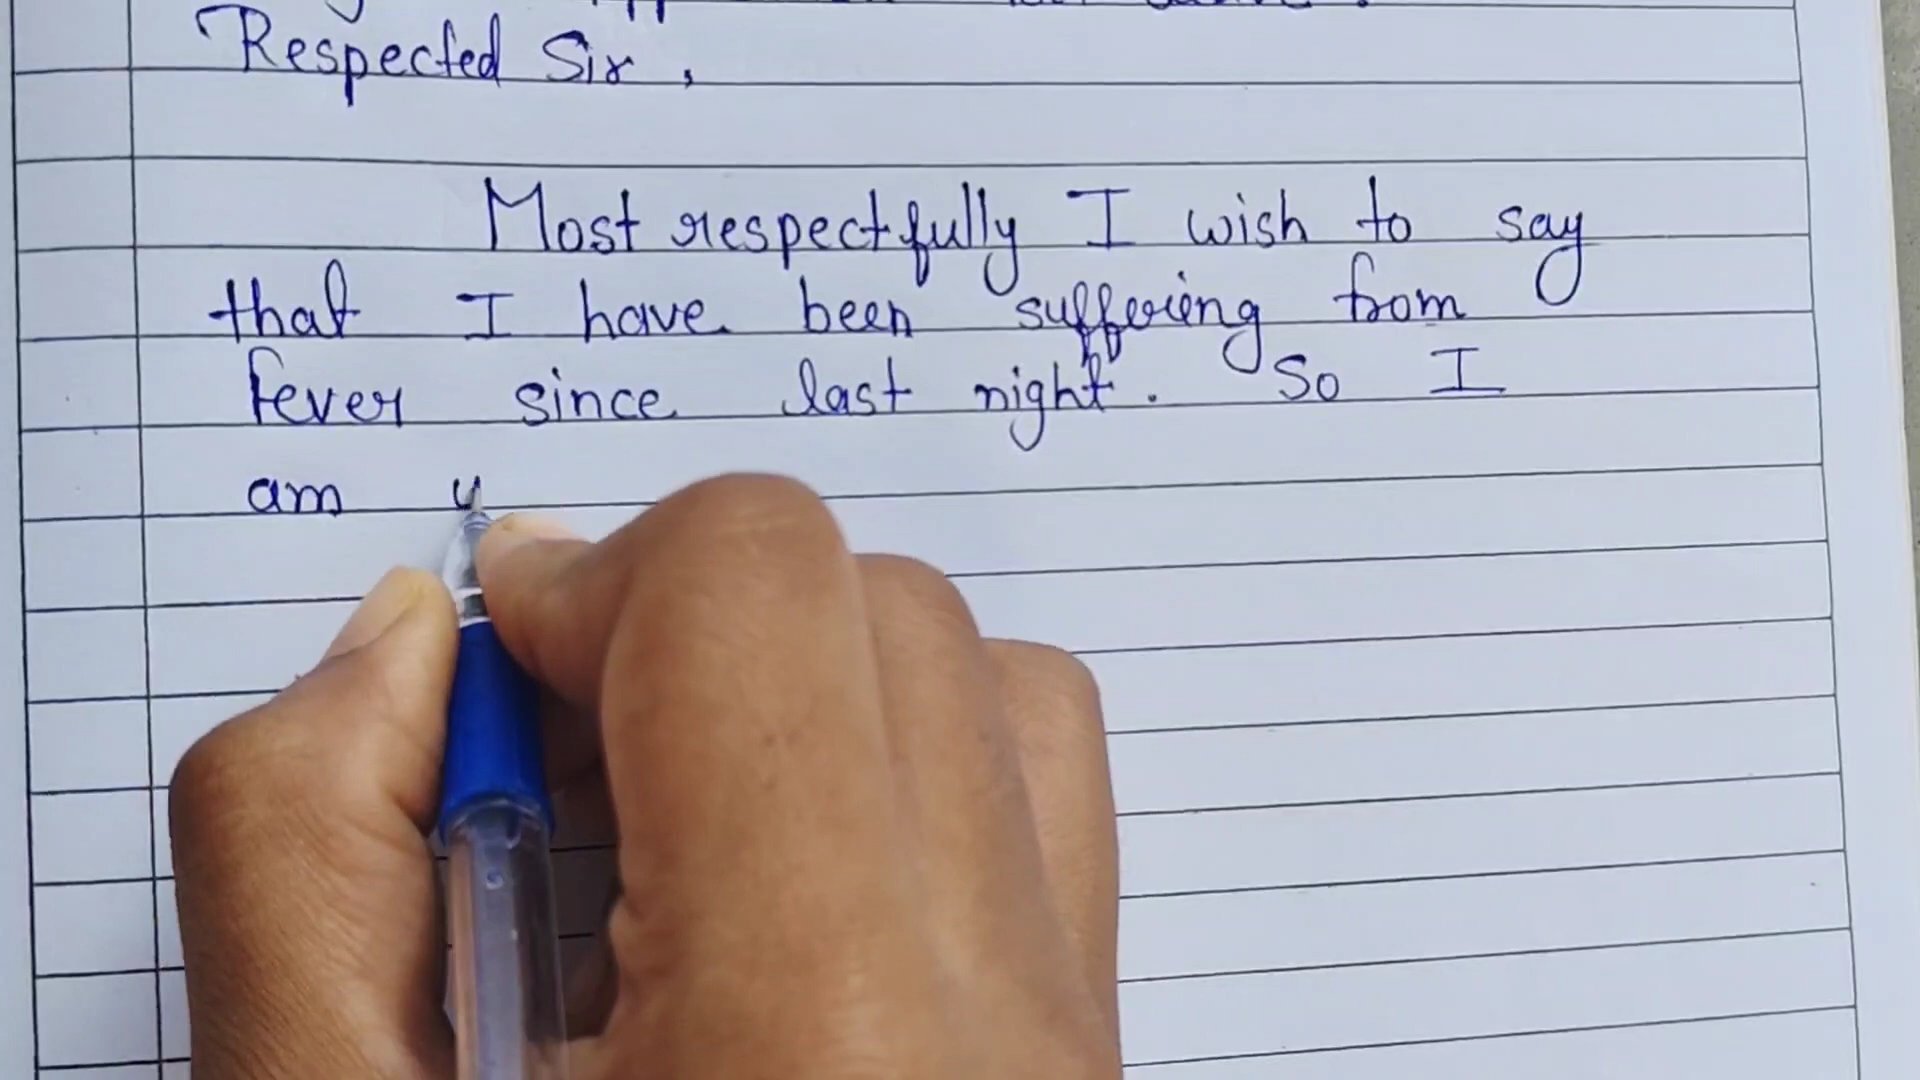 Respected Sir,
Most respectfully I wish to say
that I have been suffering from
fever since last night. So I
am u